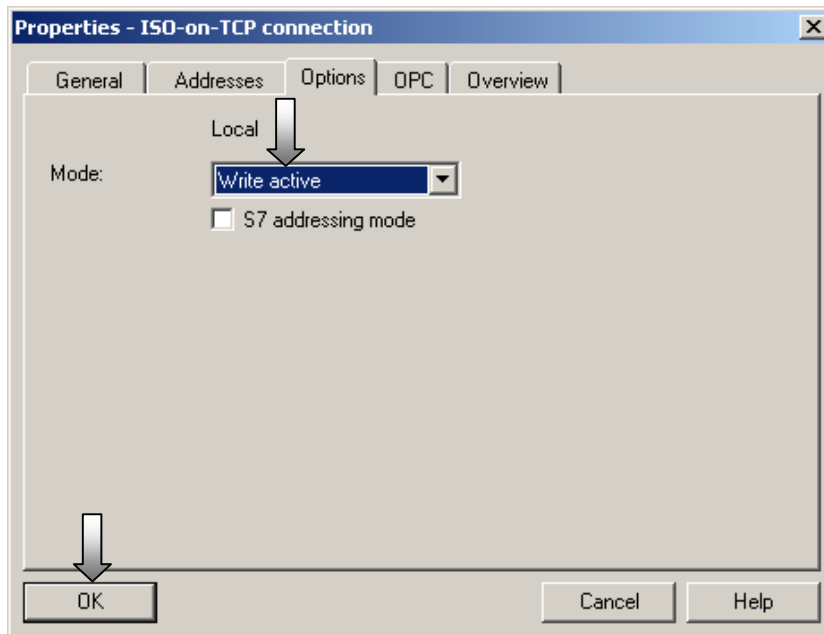 Properties - ISO-on-TCP connection
General Addresses Options OPC Overview
Local
Mode: Write active
S7 addressing mode
OK Cancel Help